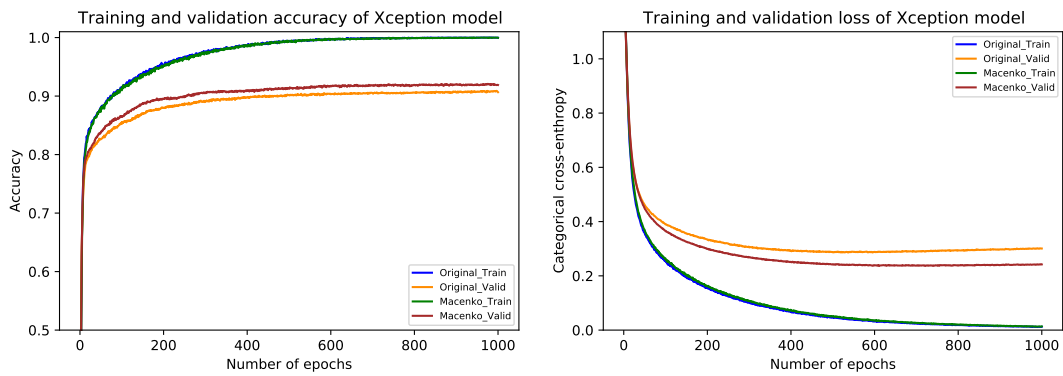 Training and validation accuracy of Xception model
1.0
0.9
0.8
0.7
0.6
0.5
Accuracy
0
200
400
600
800
1000
Number of epochs
Original_Train
Original_Valid
Macenko_Train
Macenko_Valid
Training and validation loss of Xception model
1.0
0.8
0.6
0.4
0.2
0.0
Categorical cross-enthropy
0
200
400
600
800
1000
Number of epochs
Original_Train
Original_Valid
Macenko_Train
Macenko_Valid